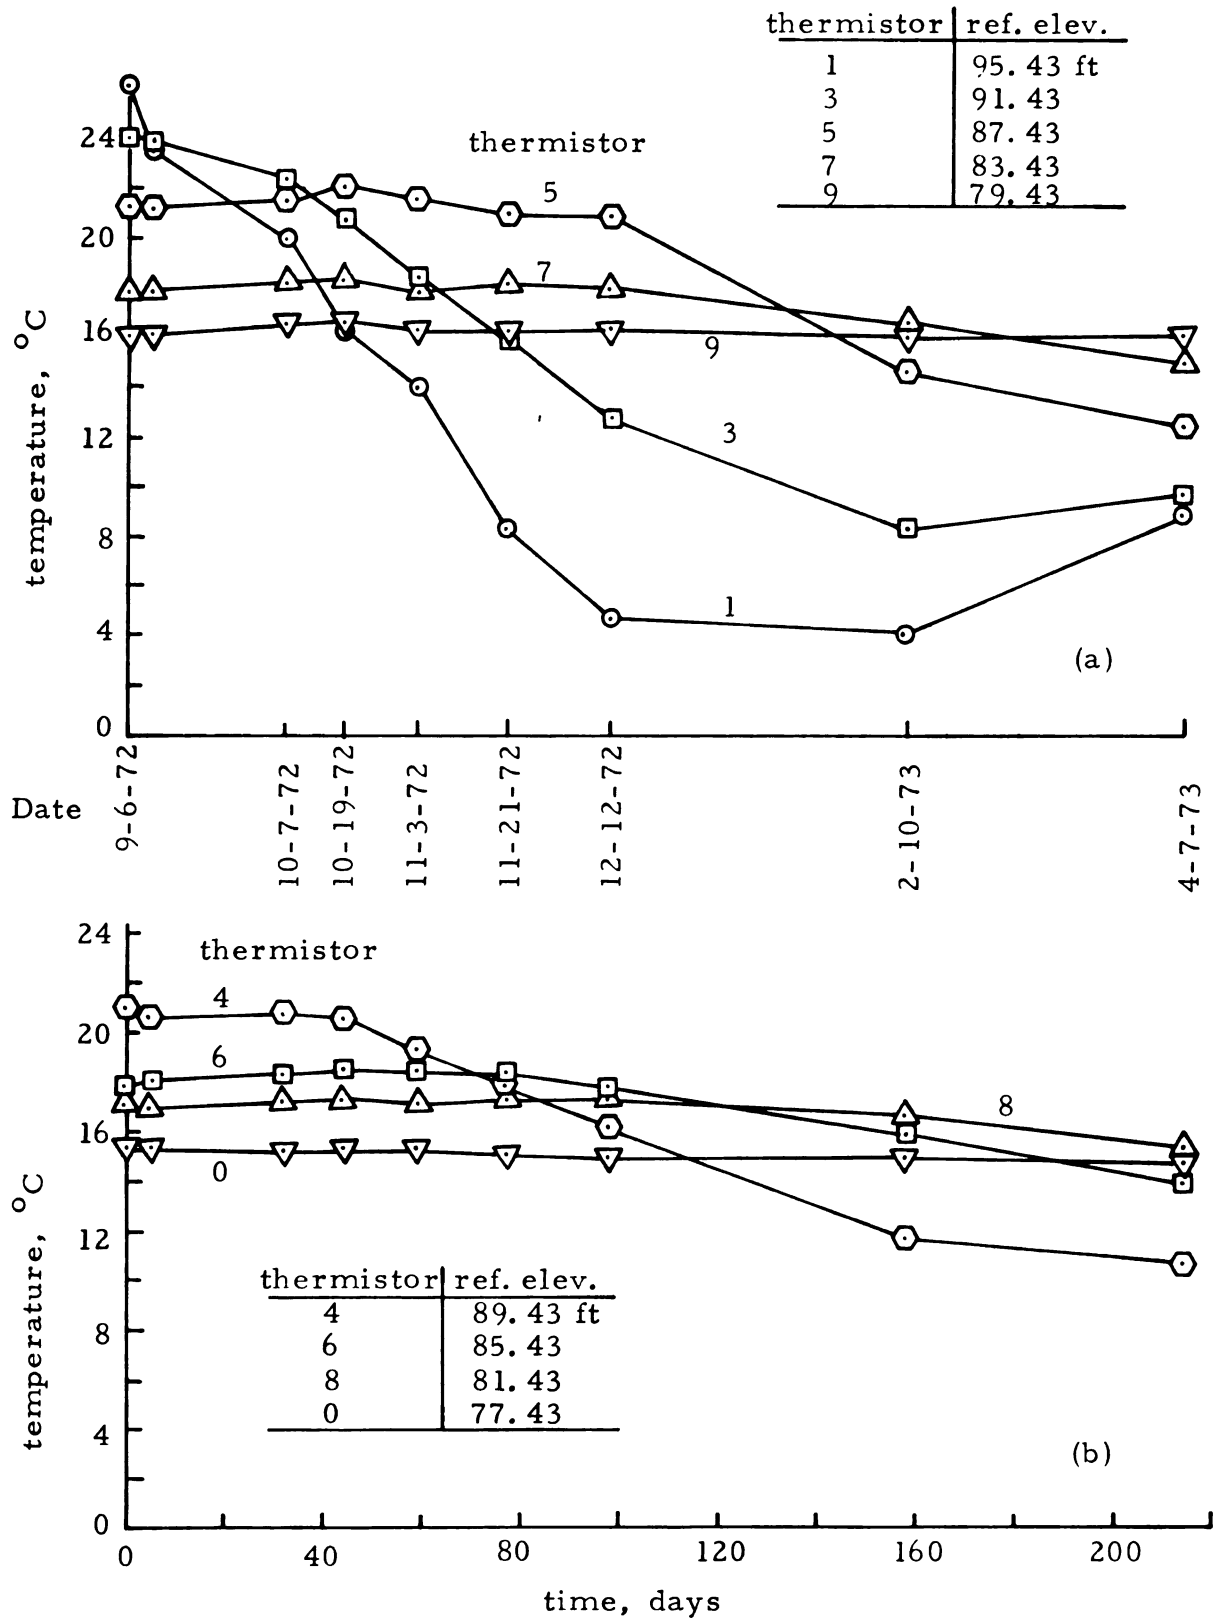 thermistor ref. elev.
1 95.43 ft
3 91.43
5 87.43
7 83.43
9 79.43
thermistor
5
7
9
3
1
24
20
16
12
8
4
0
temperature, °C
(a)
Date
9-6-72
10-7-72
10-19-72
11-3-72
11-21-72
12-12-72
2-10-73
4-7-73
24
20
16
12
8
4
0
temperature, °C
thermistor
4
6
8
0
thermistor ref. elev.
4 89.43 ft
6 85.43
8 81.43
0 77.43
(b)
0 40 80 120 160 200
time, days